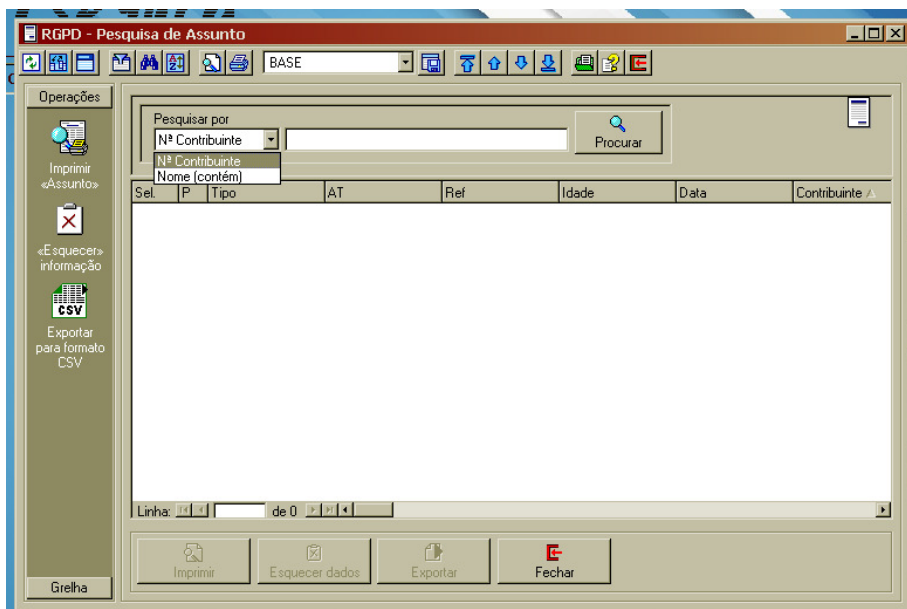 RGPD - Pesquisa de Assunto
BASE
Operações
Imprimir
«Assunto»
«Esquecer»
informação
CSV
Exportar
para formato
CSV
Grelha
Pesquisar por
Nª Contribuinte
Procurar
Nª Contribuinte
Nome (contém)
Sel. P Tipo AT Ref Idade Data Contribuinte
Linha: de 0
Imprimir Esquecer dados Exportar Fechar